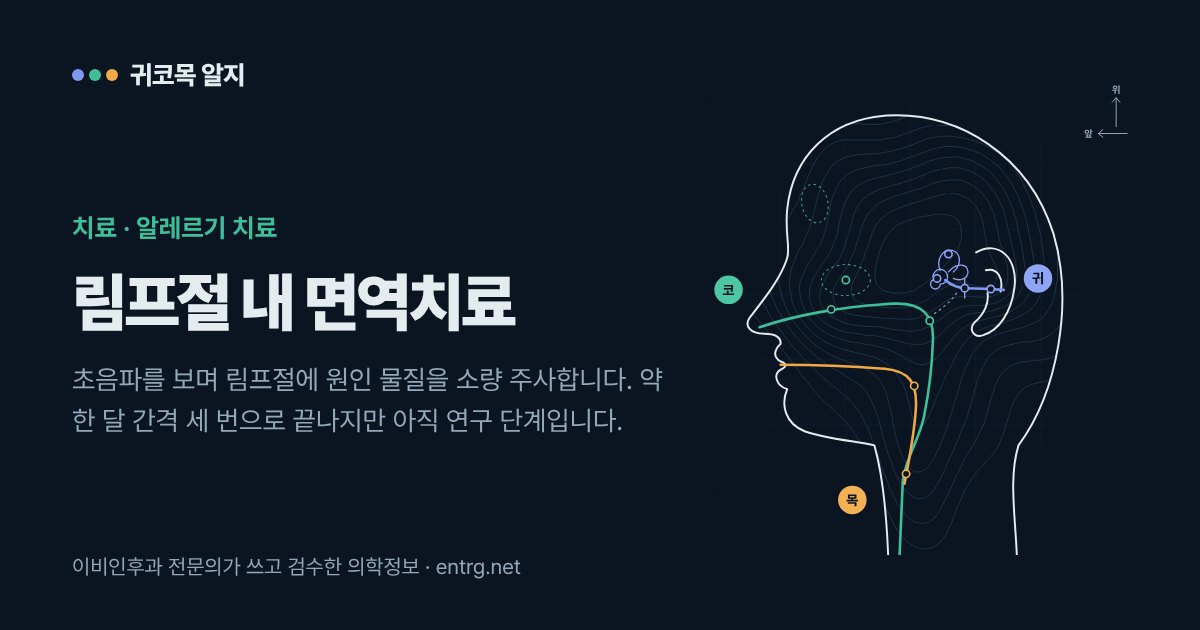 귀코목 알지
위
앞
치료 · 알레르기 치료
림프절 내 면역치료
초음파를 보며 림프절에 원인 물질을 소량 주사합니다. 약
한 달 간격 세 번으로 끝나지만 아직 연구 단계입니다.
코
귀
목
이비인후과 전문의가 쓰고 검수한 의학정보 · entrg.net